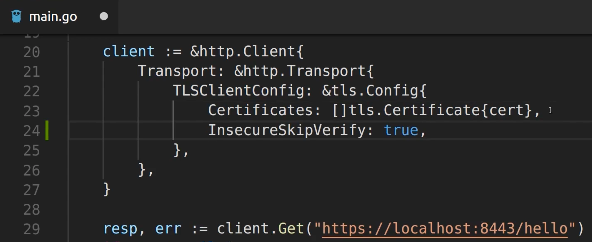 main.go
19
20 client := &http.Client{
21 Transport: &http.Transport{
22 TLSClientConfig: &tls.Config{
23 Certificates: []tls.Certificate{cert},
24 InsecureSkipVerify: true,
25 },
26 },
27 }
28
29 resp, err := client.Get("https://localhost:8443/hello")